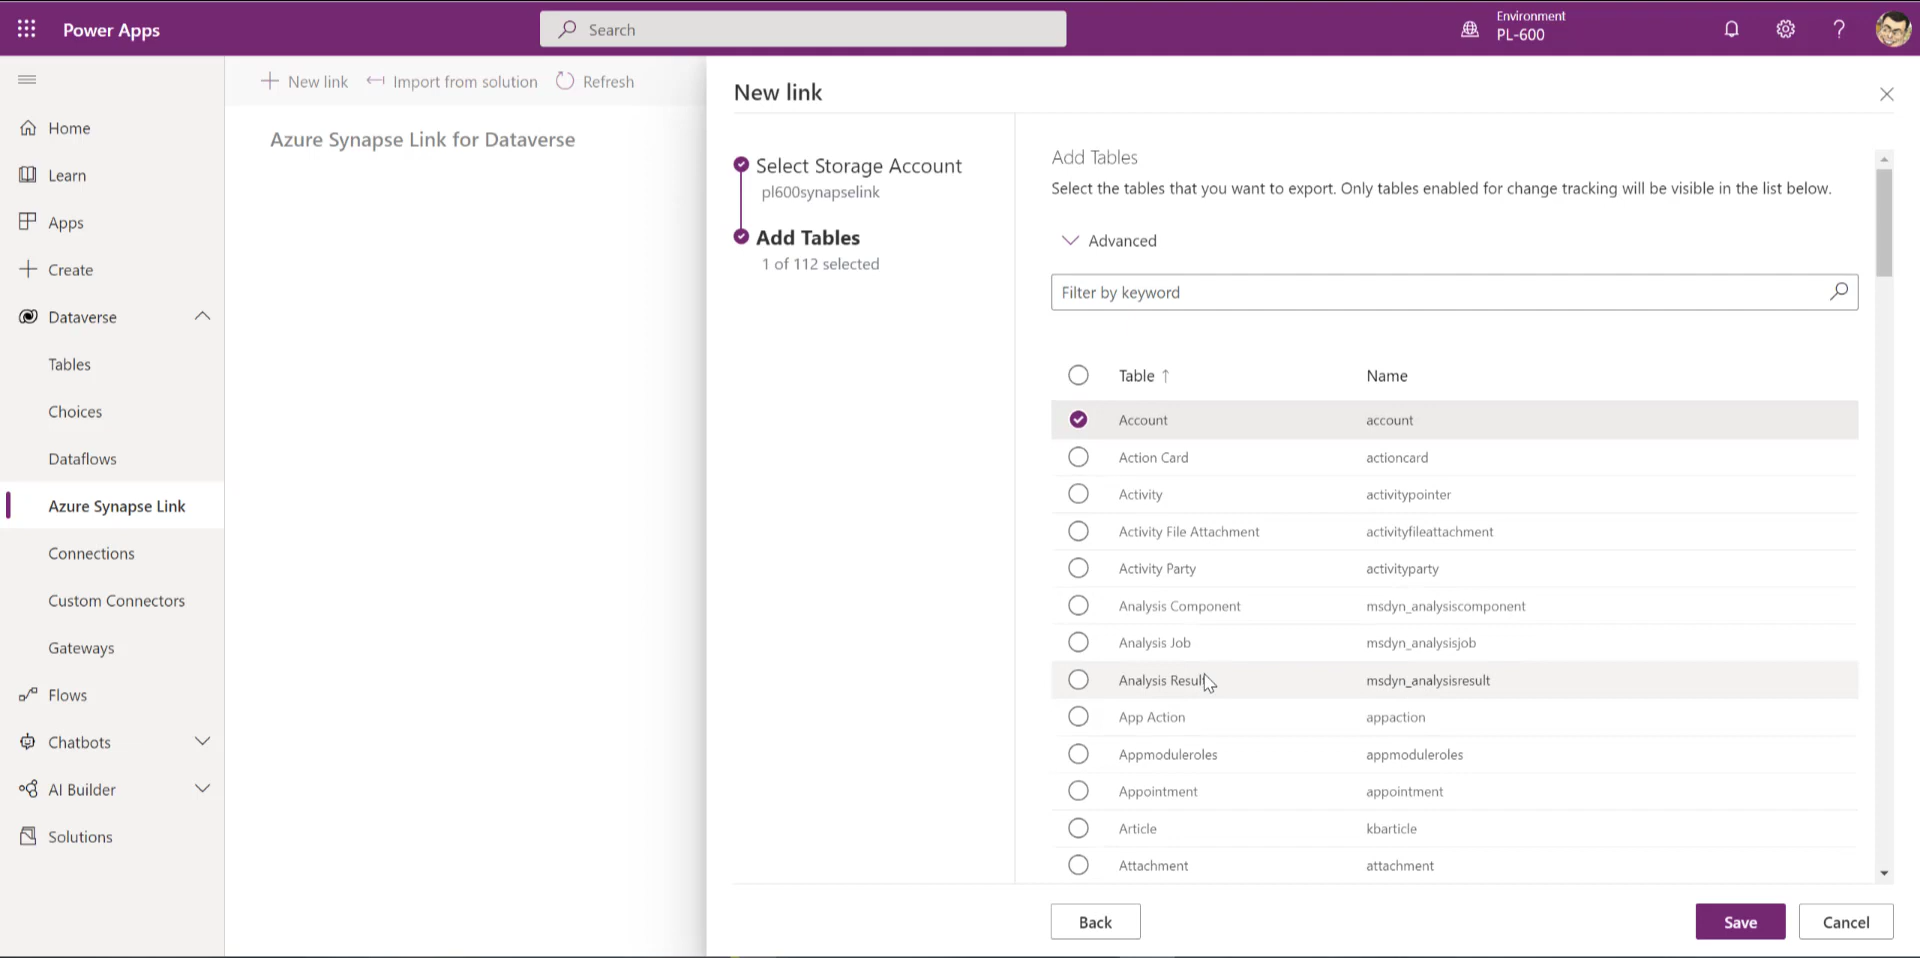 Power Apps
Search
Environment
PL-600
?
New link
Import from solution
Refresh
Home
Learn
Apps
Create
Dataverse
Tables
Choices
Dataflows
Azure Synapse Link
Connections
Custom Connectors
Gateways
Flows
Chatbots
AI Builder
Solutions
Azure Synapse Link for Dataverse
New link
Select Storage Account
pl600synapselink
Add Tables
1 of 112 selected
Add Tables
Select the tables that you want to export. Only tables enabled for change tracking will be visible in the list below.
Advanced
Filter by keyword
Table ↑ Name
Account account
Action Card actioncard
Activity activitypointer
Activity File Attachment activityfileattachment
Activity Party activityparty
Analysis Component msdyn_analysiscomponent
Analysis Job msdyn_analysisjob
Analysis Result msdyn_analysisresult
App Action appaction
Appmoduleroles appmoduleroles
Appointment appointment
Article kbarticle
Attachment attachment
Back
Save
Cancel